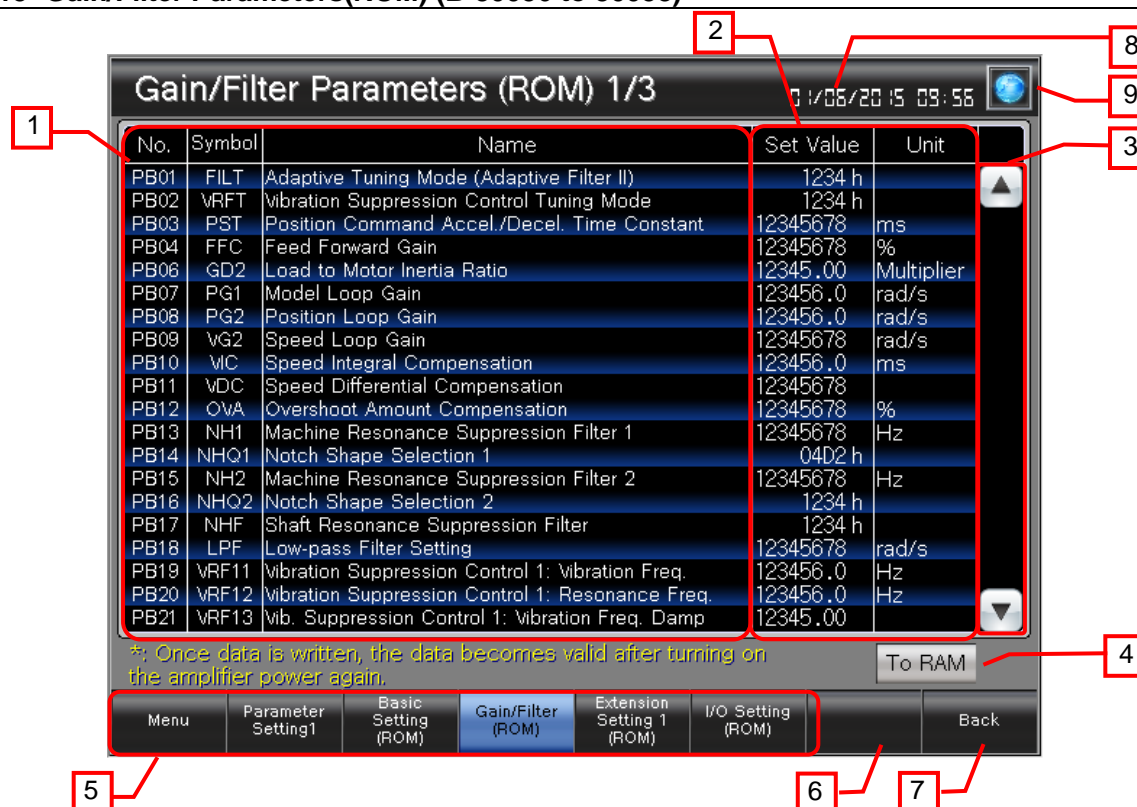 Gain/Filter Parameters(ROM)
2
8
Gain/Filter Parameters (ROM) 1/3
01/06/2015 09:56
9
1
3
No. Symbol Name Set Value Unit
PB01 FILT Adaptive Tuning Mode (Adaptive Filter II) 1234 h
PB02 VRFT Vibration Suppression Control Tuning Mode 1234 h
PB03 PST Position Command Accel./Decel. Time Constant 12345678 ms
PB04 FFC Feed Forward Gain 12345678 %
PB06 GD2 Load to Motor Inertia Ratio 12345.00 Multiplier
PB07 PG1 Model Loop Gain 123456.0 rad/s
PB08 PG2 Position Loop Gain 123456.0 rad/s
PB09 VG2 Speed Loop Gain 12345678 rad/s
PB10 VIC Speed Integral Compensation 123456.0 ms
PB11 VDC Speed Differential Compensation 12345678
PB12 OVA Overshoot Amount Compensation 12345678 %
PB13 NH1 Machine Resonance Suppression Filter 1 12345678 Hz
PB14 NHQ1 Notch Shape Selection 1 04D2 h
PB15 NH2 Machine Resonance Suppression Filter 2 12345678 Hz
PB16 NHQ2 Notch Shape Selection 2 1234 h
PB17 NHF Shaft Resonance Suppression Filter 1234 h
PB18 LPF Low-pass Filter Setting 12345678 rad/s
PB19 VRF11 Vibration Suppression Control 1: Vibration Freq. 123456.0 Hz
PB20 VRF12 Vibration Suppression Control 1: Resonance Freq. 123456.0 Hz
PB21 VRF13 Vib. Suppression Control 1: Vibration Freq. Damp 12345.00
*: Once data is written, the data becomes valid after turning on
the amplifier power again.
To RAM
4
Menu
Parameter
Setting1
Basic
Setting
(ROM)
Gain/Filter
(ROM)
Extension
Setting 1
(ROM)
I/O Setting
(ROM)
Back
5
6
7